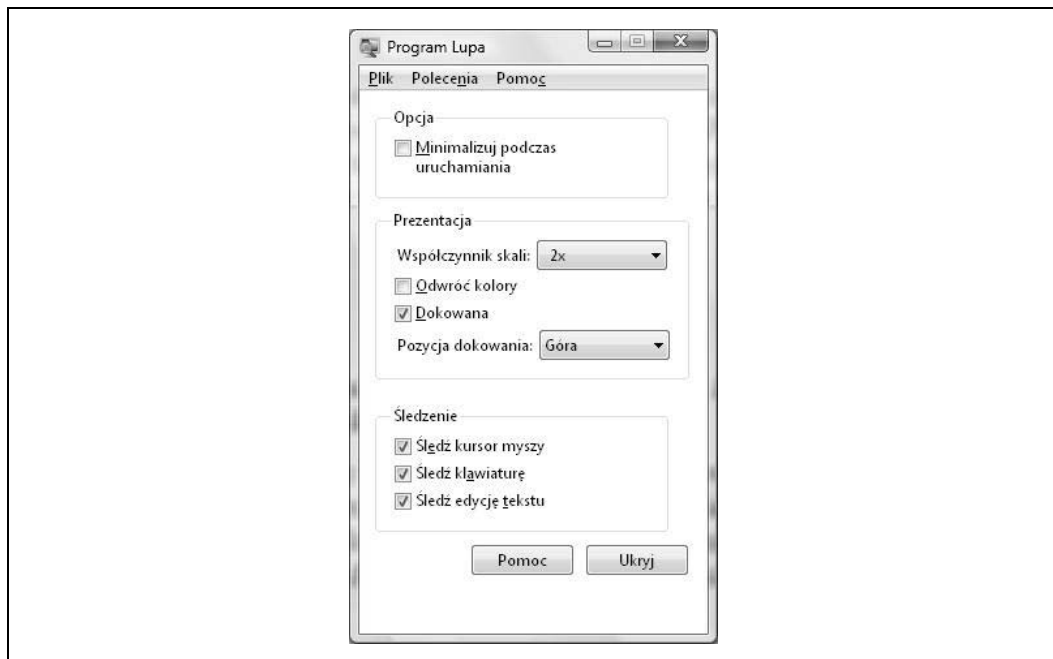 Program Lupa
Plik Polecenia Pomoc
Opcja
Minimalizuj podczas
uruchamiania
Prezentacja
Współczynnik skali: 2x
Odwróć kolory
Dokowana
Pozycja dokowania: Góra
Śledzenie
Śledź kursor myszy
Śledź klawiaturę
Śledź edycję tekstu
Pomoc Ukryj